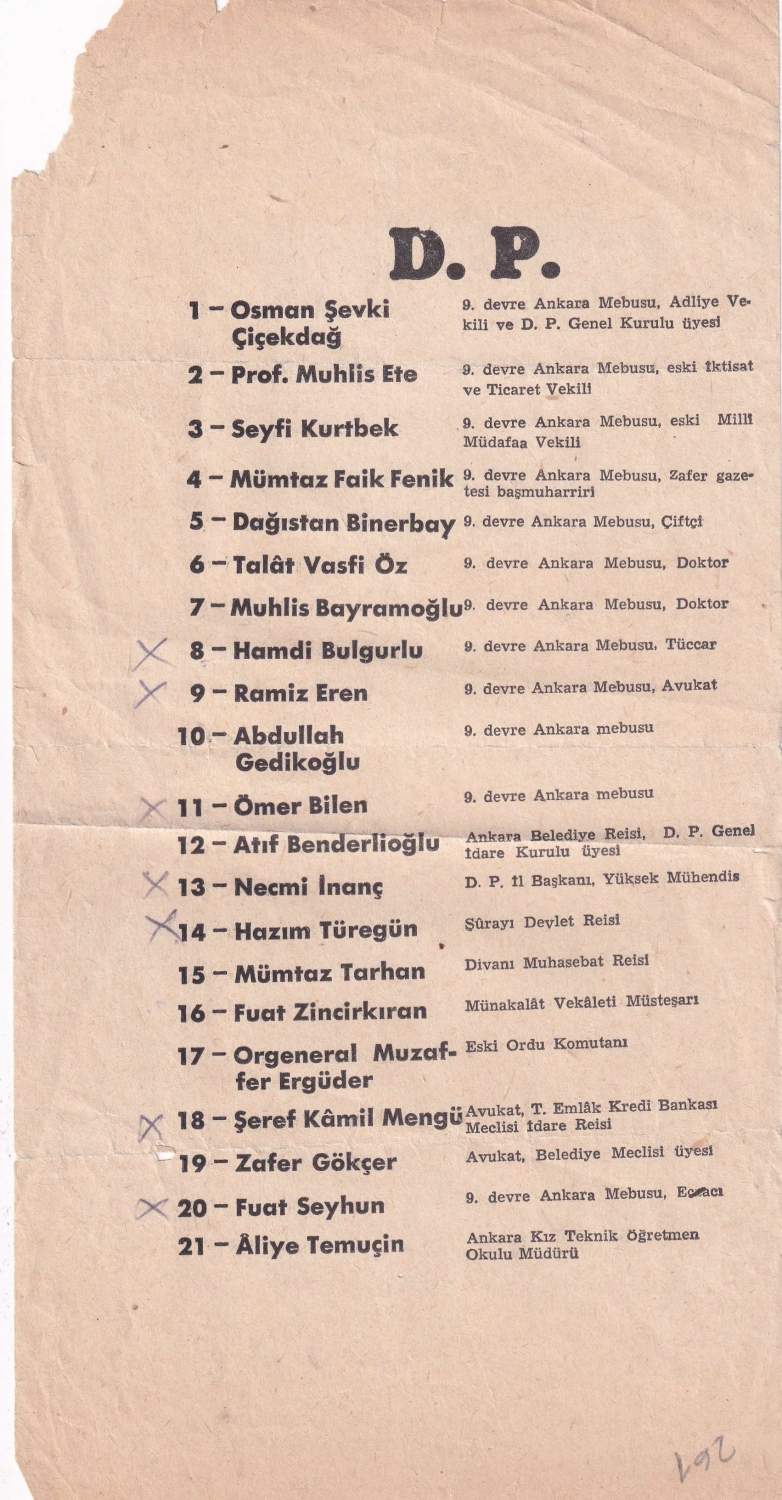 D. P.
1 – Osman Şevki Çiçekdağ
9. devre Ankara Mebusu, Adliye Ve-
kili ve D. P. Genel Kurulu üyesi
2 – Prof. Muhlis Ete
9. devre Ankara Mebusu, eski İktisat
ve Ticaret Vekili
3 – Seyfi Kurtbek
9. devre Ankara Mebusu, eski Millî
Müdafaa Vekili
4 – Mümtaz Faik Fenik
9. devre Ankara Mebusu, Zafer gaze-
tesi başmuharriri
5 – Dağıstan Binerbay
9. devre Ankara Mebusu, Çiftçi
6 – Talât Vasfi Öz
9. devre Ankara Mebusu, Doktor
7 – Muhlis Bayramoğlu
9. devre Ankara Mebusu, Doktor
X 8 – Hamdi Bulgurlu
9. devre Ankara Mebusu, Tüccar
X 9 – Ramiz Eren
9. devre Ankara Mebusu, Avukat
10 – Abdullah
Gedikoğlu
9. devre Ankara mebusu
X 11 – Ömer Bilen
9. devre Ankara mebusu
12 – Atıf Benderlioğlu
Ankara Belediye Reisi, D. P. Genel
İdare Kurulu üyesi
X 13 – Necmi İnanç
D. P. İl Başkanı, Yüksek Mühendis
X 14 – Hazım Türegün
Şûrayı Devlet Reisi
15 – Mümtaz Tarhan
Divanı Muhasebat Reisi
16 – Fuat Zincirkıran
Münakalât Vekâleti Müsteşarı
17 – Orgeneral Muzaf-
fer Ergüder
Eski Ordu Komutanı
X 18 – Şeref Kâmil Mengü
Avukat, T. Emlâk Kredi Bankası
Meclisi İdare Reisi
19 – Zafer Gökçer
Avukat, Belediye Meclisi üyesi
X 20 – Fuat Seyhun
9. devre Ankara Mebusu, Eczacı
21 – Âliye Temuçin
Ankara Kız Teknik Öğretmen
Okulu Müdürü